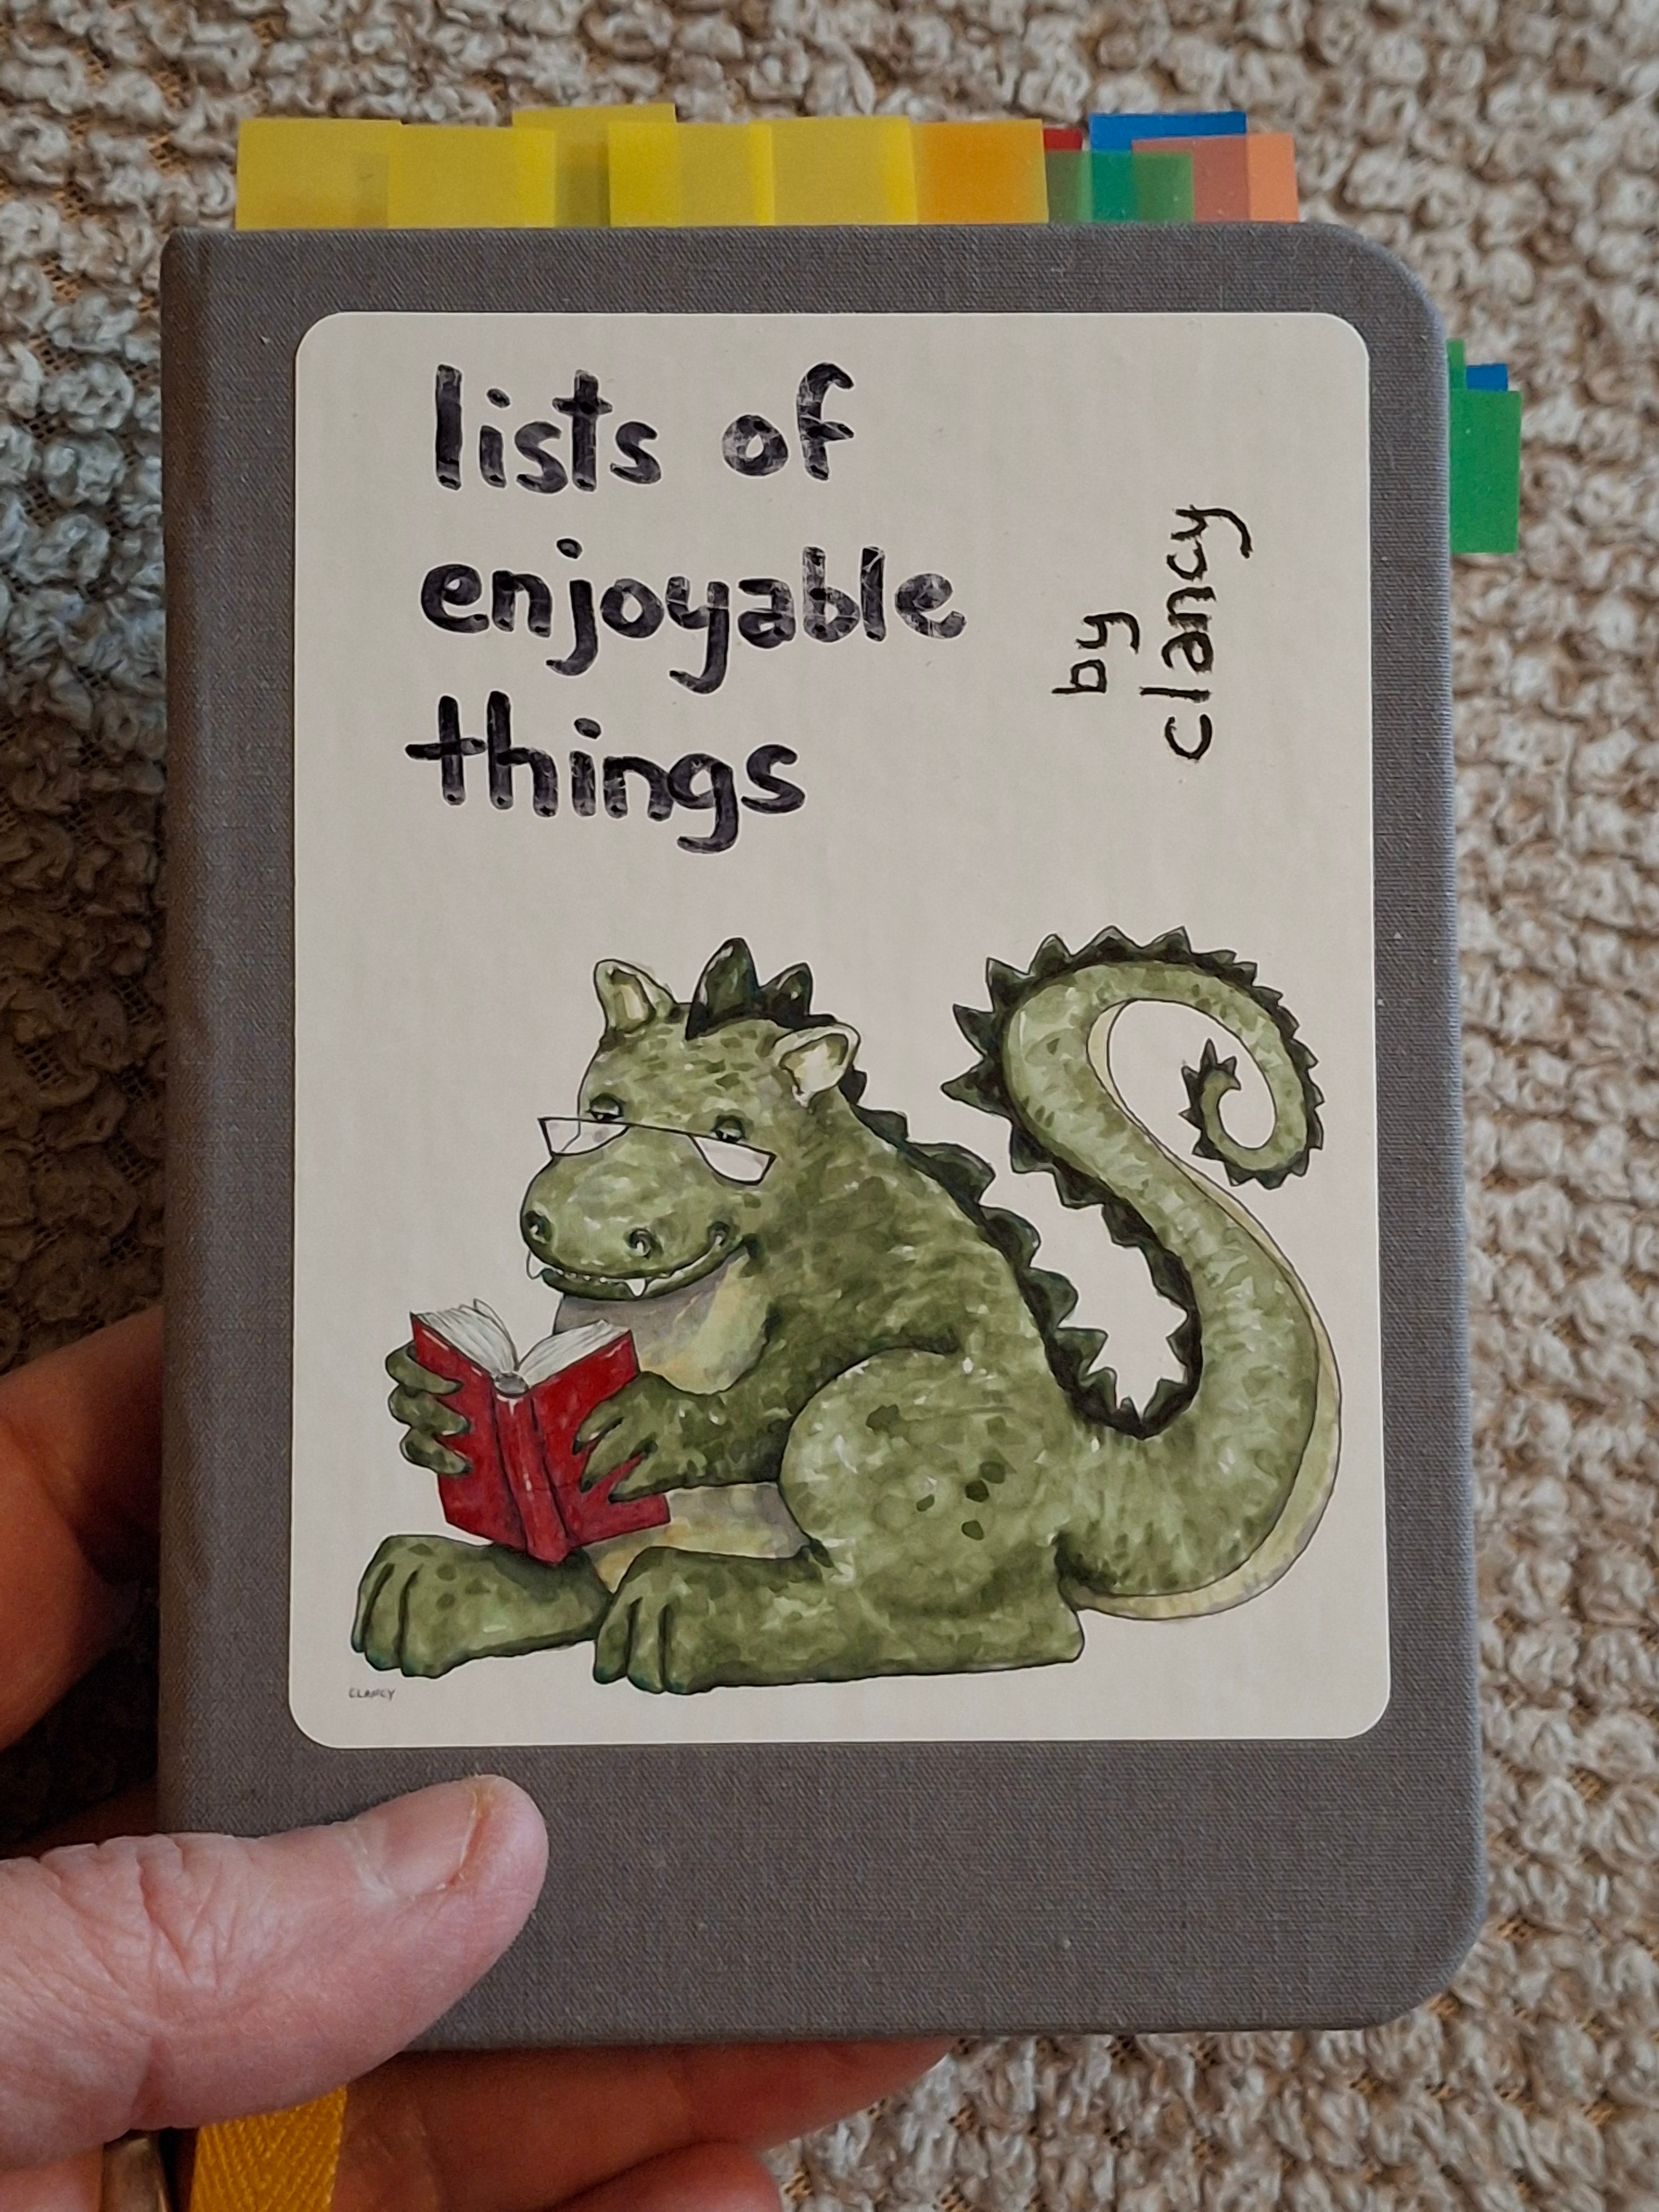 lists of
enjoyable
things
by
clancy
CLANCY